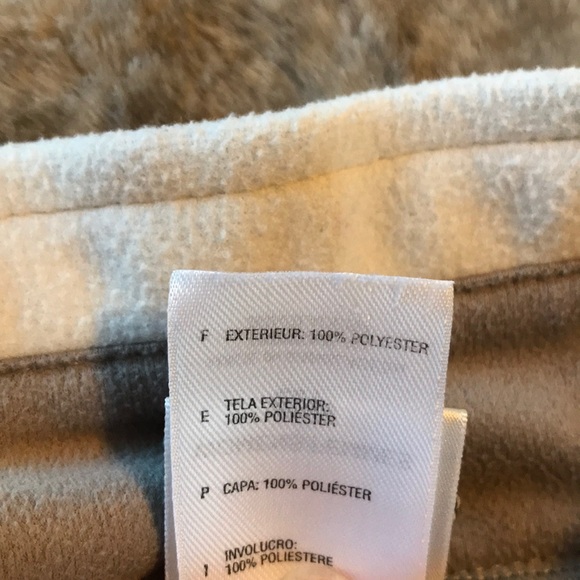 F EXTERIEUR: 100% POLYESTER
TELA EXTERIOR:
E 100% POLIÉSTER
P CAPA: 100% POLIÉSTER
INVOLUCRO:
I 100% POLIESTERE